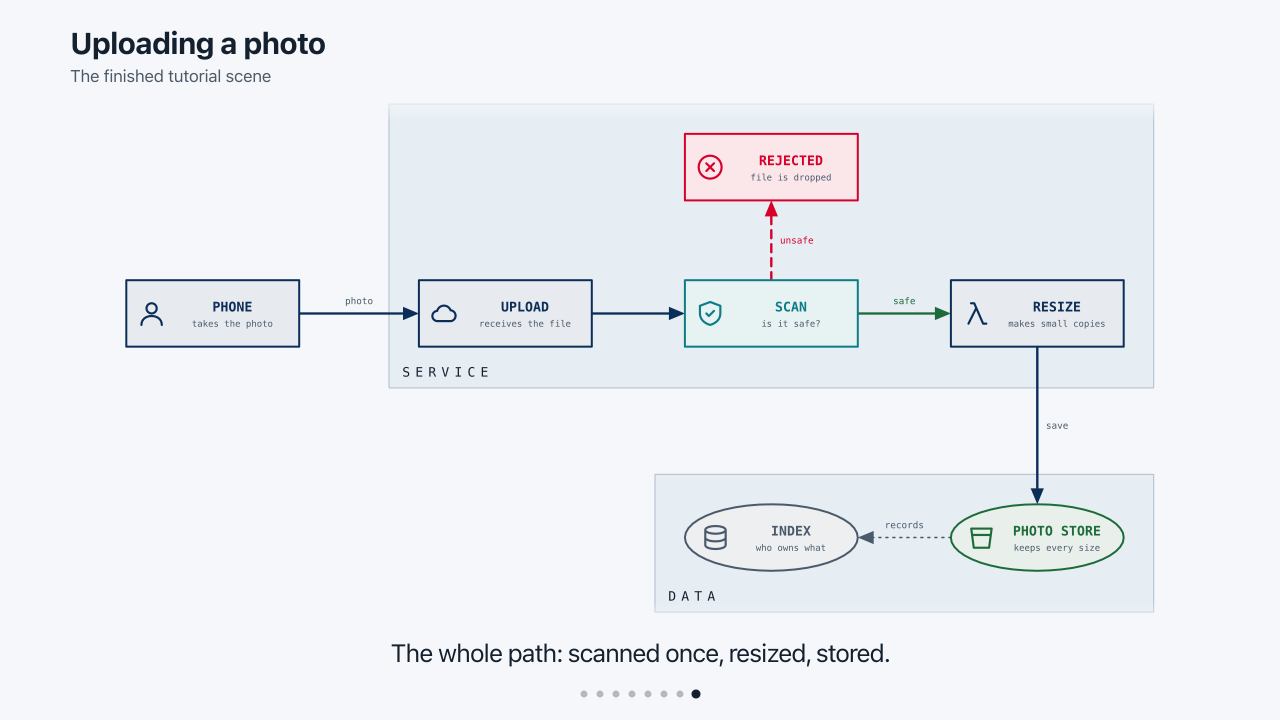 Uploading a photo
The finished tutorial scene
REJECTED
file is dropped
unsafe
PHONE
takes the photo
photo
UPLOAD
receives the file
SCAN
is it safe?
safe
RESIZE
makes small copies
SERVICE
save
INDEX
who owns what
records
PHOTO STORE
keeps every size
DATA
The whole path: scanned once, resized, stored.